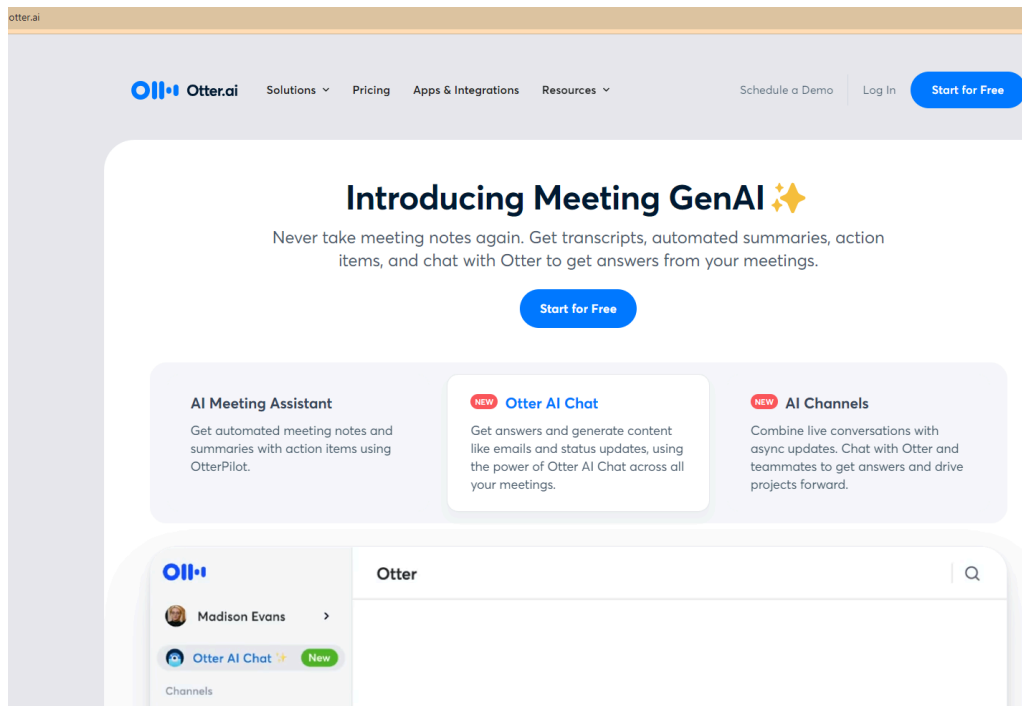 otter.ai
Otter.ai
Solutions
Pricing
Apps & Integrations
Resources
Schedule a Demo
Log In
Start for Free
Introducing Meeting GenAI
Never take meeting notes again. Get transcripts, automated summaries, action
items, and chat with Otter to get answers from your meetings.
Start for Free
AI Meeting Assistant
Get automated meeting notes and
summaries with action items using
OtterPilot.
NEW Otter AI Chat
Get answers and generate content
like emails and status updates, using
the power of Otter AI Chat across all
your meetings.
NEW AI Channels
Combine live conversations with
async updates. Chat with Otter and
teammates to get answers and drive
projects forward.
Otter
Madison Evans
Otter AI Chat New
Channels